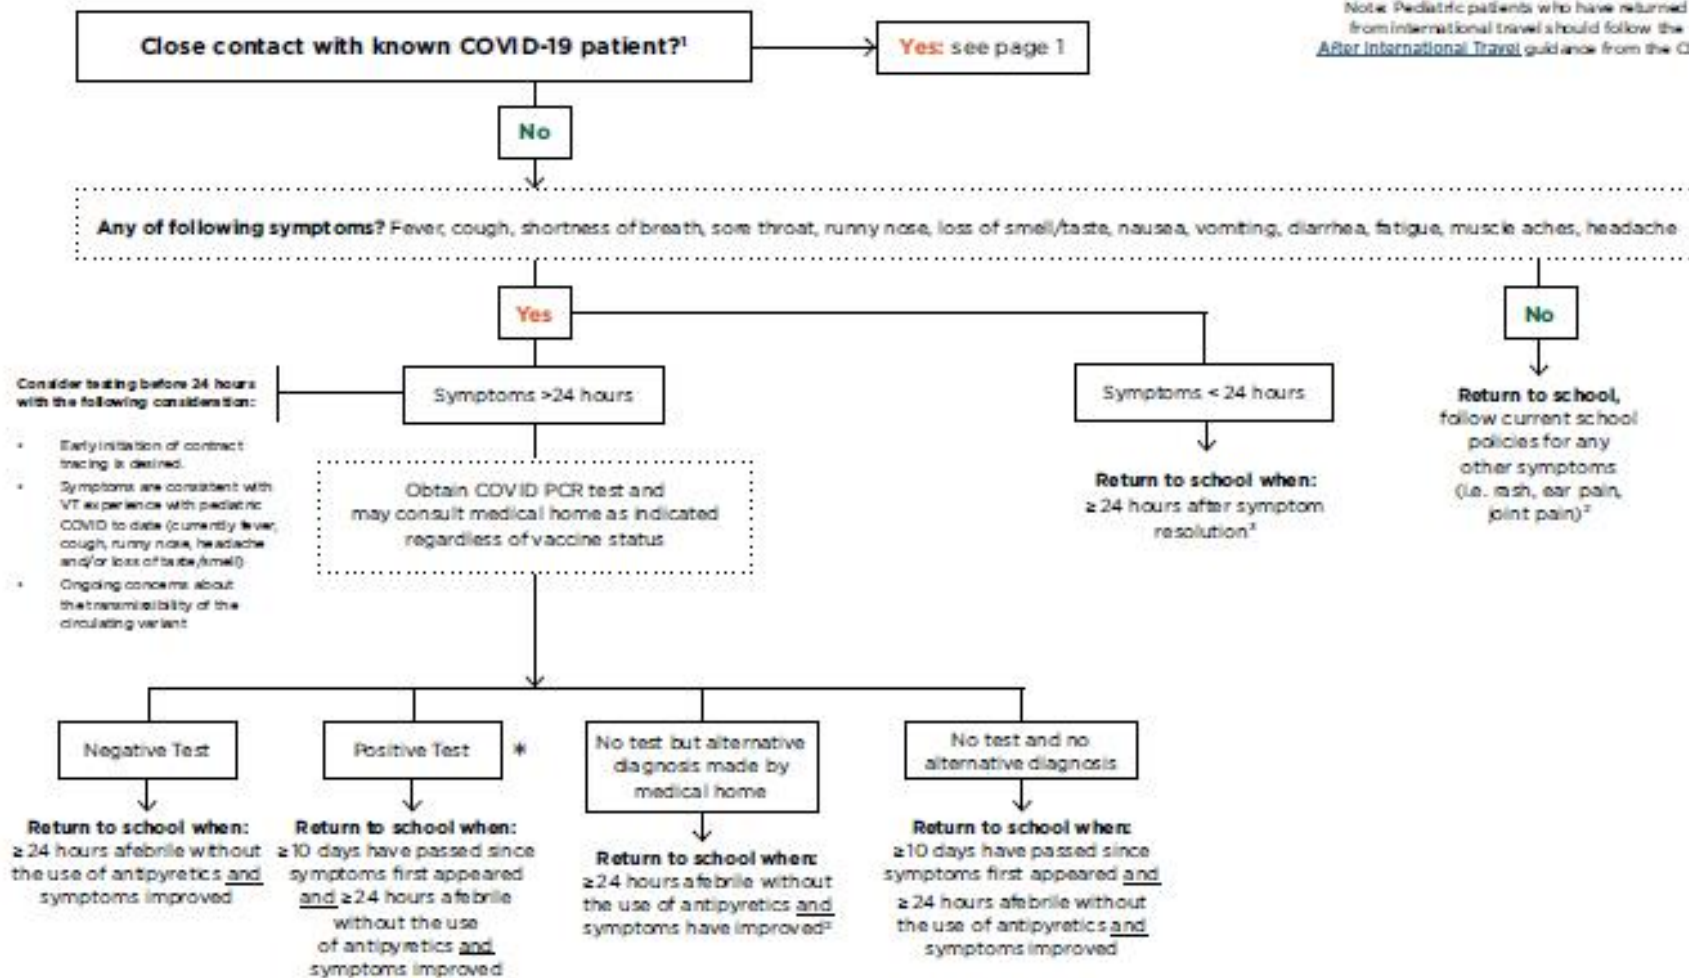 Note: Pediatric patients who have returned
from international travel should follow the
After International Travel guidance from the
Close contact with known COVID-19 patient?¹
Yes: see page 1
No
Any of following symptoms? Fever, cough, shortness of breath, sore throat, runny nose, loss of smell/taste, nausea, vomiting, diarrhea, fatigue, muscle aches, headache
Yes
No
Consider testing before 24 hours
with the following consideration:
• Early initiation of contract
tracing is desired.
• Symptoms are consistent with
VT experience with pediatric
COVID to date (currently fever,
cough, runny nose, headache
and/or loss of taste/smell)
• Ongoing concerns about
the transmissibility of the
circulating variant
Symptoms >24 hours
Obtain COVID PCR test and
may consult medical home as indicated
regardless of vaccine status
Symptoms < 24 hours
Return to school when:
≥24 hours after symptom
resolution²
Return to school,
follow current school
policies for any
other symptoms
(i.e. rash, ear pain,
joint pain)²
Negative Test
Return to school when:
≥24 hours afebrile without
the use of antipyretics and
symptoms improved
Positive Test *
Return to school when:
≥10 days have passed since
symptoms first appeared
and ≥24 hours afebrile
without the use
of antipyretics and
symptoms improved
No test but alternative
diagnosis made by
medical home
Return to school when:
≥24 hours afebrile without
the use of antipyretics and
symptoms have improved²
No test and no
alternative diagnosis
Return to school when:
≥10 days have passed since
symptoms first appeared and
≥24 hours afebrile without
the use of antipyretics and
symptoms improved